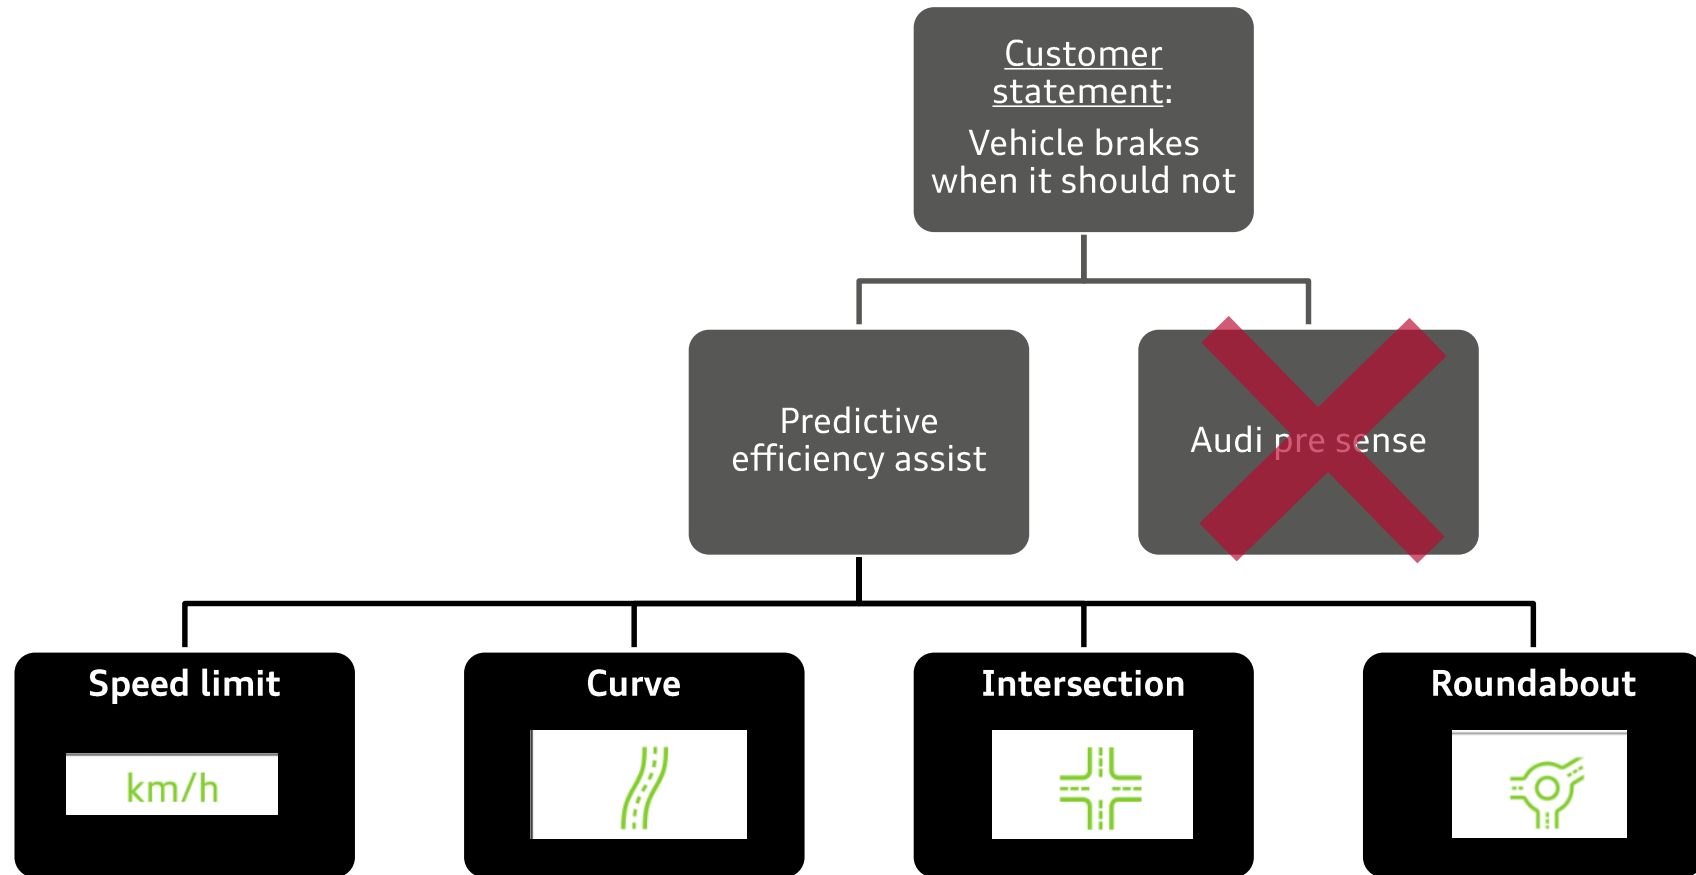 Customer
statement:
Vehicle brakes
when it should not
Predictive
efficiency assist
Audi pre sense
Speed limit
Curve
Intersection
Roundabout
km/h